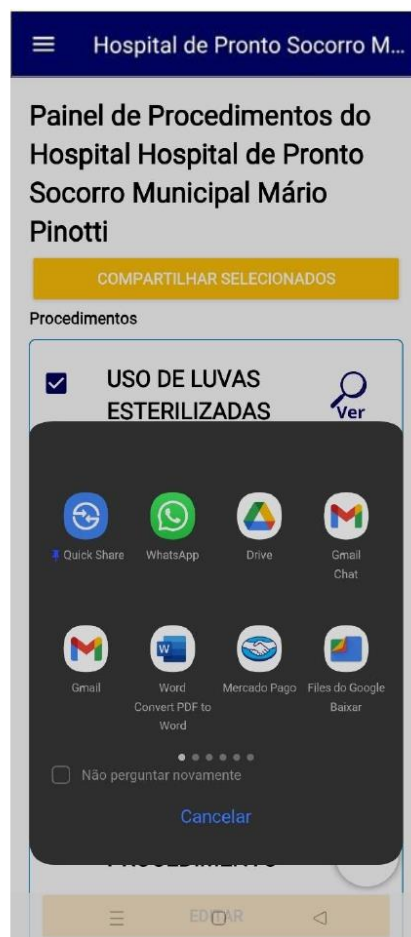 Hospital de Pronto Socorro M...
Painel de Procedimentos do
Hospital Hospital de Pronto
Socorro Municipal Mário
Pinotti
COMPARTILHAR SELECIONADOS
Procedimentos
USO DE LUVAS
ESTERILIZADAS
Ver
Quick Share
WhatsApp
Drive
Gmail
Chat
Gmail
Word
Convert PDF to
Word
Mercado Pago
Files do Google
Baixar
Não perguntar novamente
Cancelar
PROCEDIMENTO
EDITAR